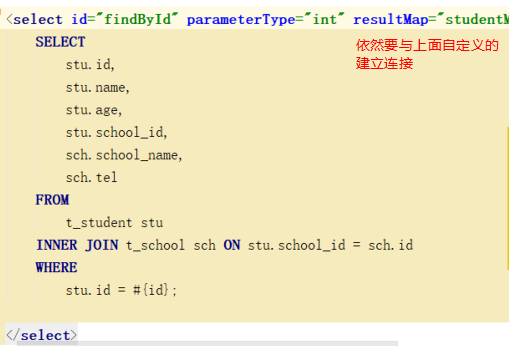 <select id="findById" parameterType="int" resultMap="studentM
依然要与上面自定义的
建立连接
SELECT
stu.id,
stu.name,
stu.age,
stu.school_id,
sch.school_name,
sch.tel
FROM
t_student stu
INNER JOIN t_school sch ON stu.school_id = sch.id
WHERE
stu.id = #{id};
</select>